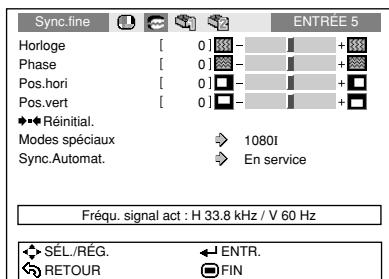 Sync.fine ENTRÉE 5
Horloge [ 0 ] - +
Phase [ 0 ] - +
Pos.hori [ 0 ] - +
Pos.vert [ 0 ] - +
Réinitial.
Modes spéciaux 1080I
Sync.Automat. En service
Fréqu. signal act : H 33.8 kHz / V 60 Hz
SÉL./RÉG. ENTR.
RETOUR FIN